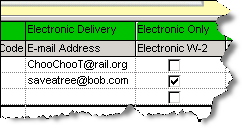 Electronic Delivery Electronic Only
Code E-mail Address Electronic W-2
ChooChooT@rail.org
saveatree@bob.com